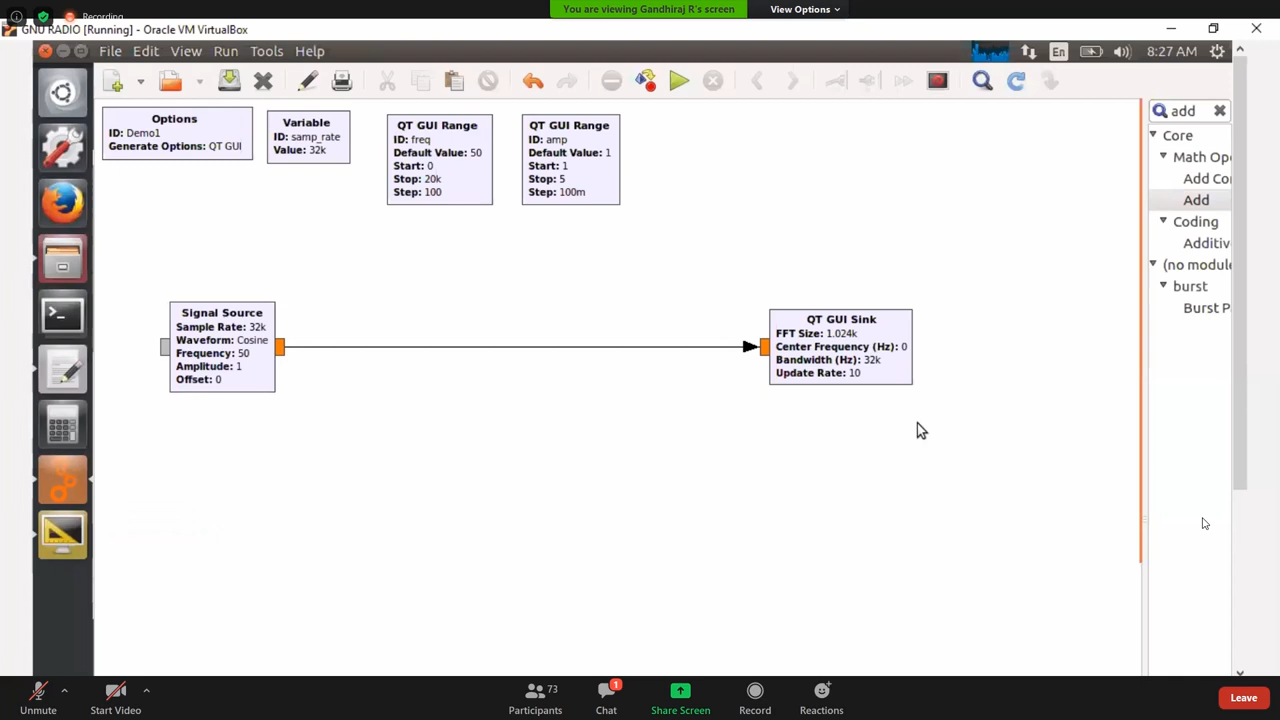 Recording
You are viewing Gandhiraj R's screen
View Options
GNU RADIO [Running] - Oracle VM VirtualBox
File Edit View Run Tools Help
En
8:27 AM
Options
ID: Demo1
Generate Options: QT GUI
Variable
ID: samp_rate
Value: 32k
QT GUI Range
ID: freq
Default Value: 50
Start: 0
Stop: 20k
Step: 100
QT GUI Range
ID: amp
Default Value: 1
Start: 1
Stop: 5
Step: 100m
add
Core
Math Ope
Add Con
Add
Coding
Additiv
(no module
burst
Burst P
Signal Source
Sample Rate: 32k
Waveform: Cosine
Frequency: 50
Amplitude: 1
Offset: 0
QT GUI Sink
FFT Size: 1.024k
Center Frequency (Hz): 0
Bandwidth (Hz): 32k
Update Rate: 10
Unmute
Start Video
73
Participants
1
Chat
Share Screen
Record
Reactions
Leave